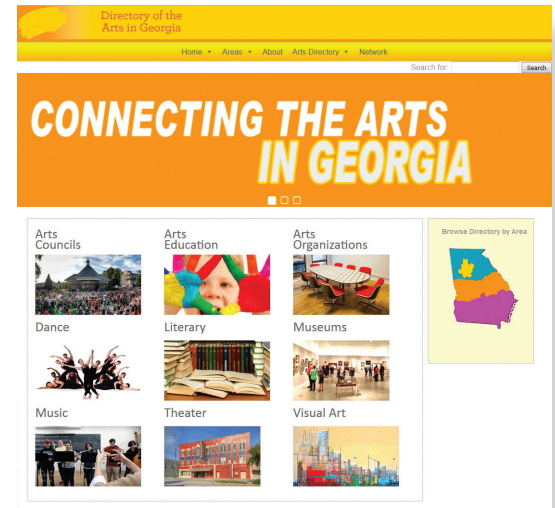 Directory of the
Arts in Georgia
Home Areas About Arts Directory Network
Search for: Search
CONNECTING THE ARTS
IN GEORGIA
Arts
Councils
Arts
Education
Arts
Organizations
Browse Directory by Area
Dance
Literary
Museums
Music
Theater
Visual Art